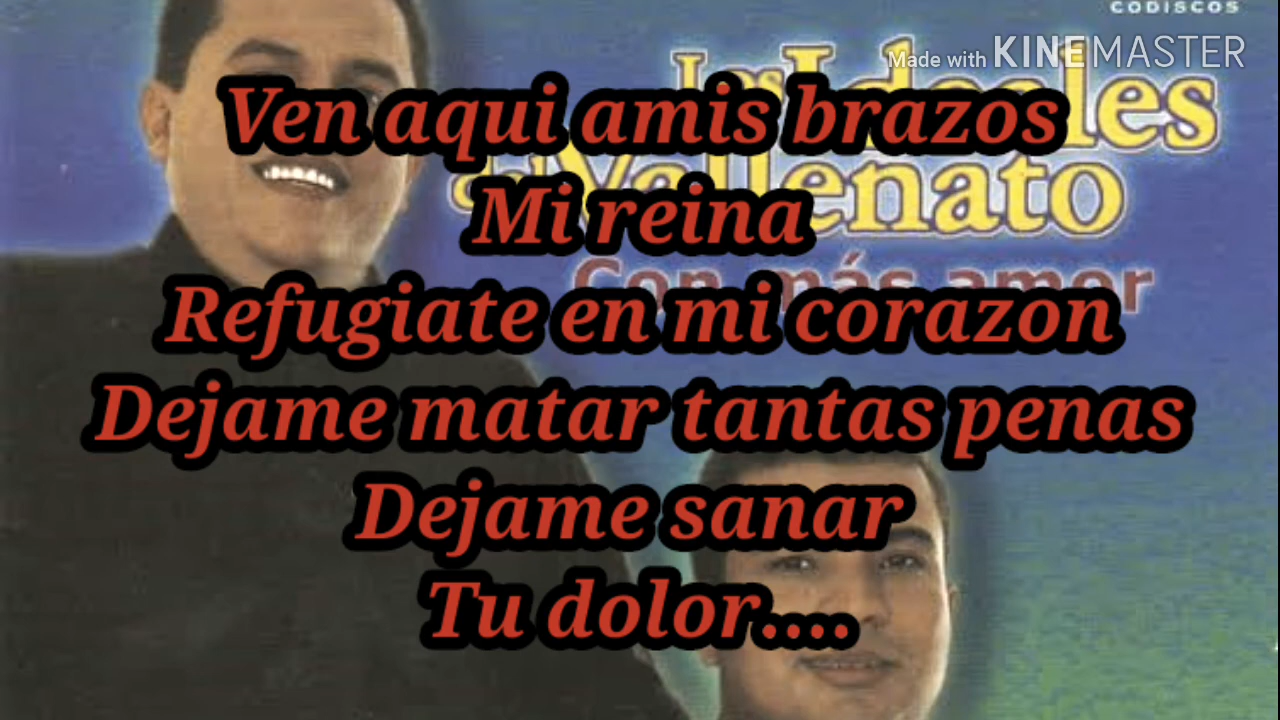 CODISCOS
Made with KINEMASTER
Los Ideales
del Vallenato
Con más amor
Ven aqui amis brazos
Mi reina
Refugiate en mi corazon
Dejame matar tantas penas
Dejame sanar
Tu dolor....